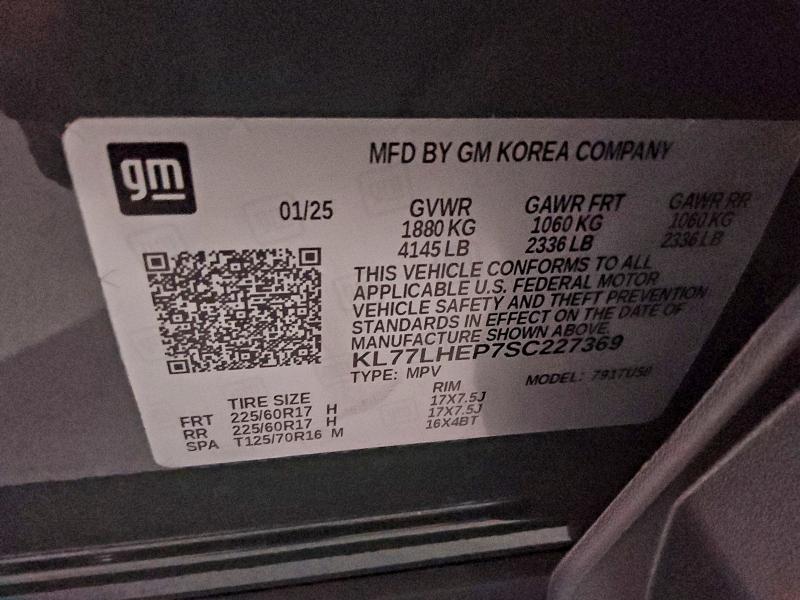 gm
MFD BY GM KOREA COMPANY
01/25 GVWR GAWR FRT GAWR RR
1880 KG 1060 KG 1060 KG
4145 LB 2336 LB 2336 LB
THIS VEHICLE CONFORMS TO ALL
APPLICABLE U.S. FEDERAL MOTOR
VEHICLE SAFETY AND THEFT PREVENTION
STANDARDS IN EFFECT ON THE DATE OF
MANUFACTURE SHOWN ABOVE.
KL77LHEP7SC227369
TYPE: MPV MODEL:
TIRE SIZE RIM
FRT 225/60R17 H 17X7.5J
RR 225/60R17 H 17X7.5J
SPA T125/70R16 M 16X4BT